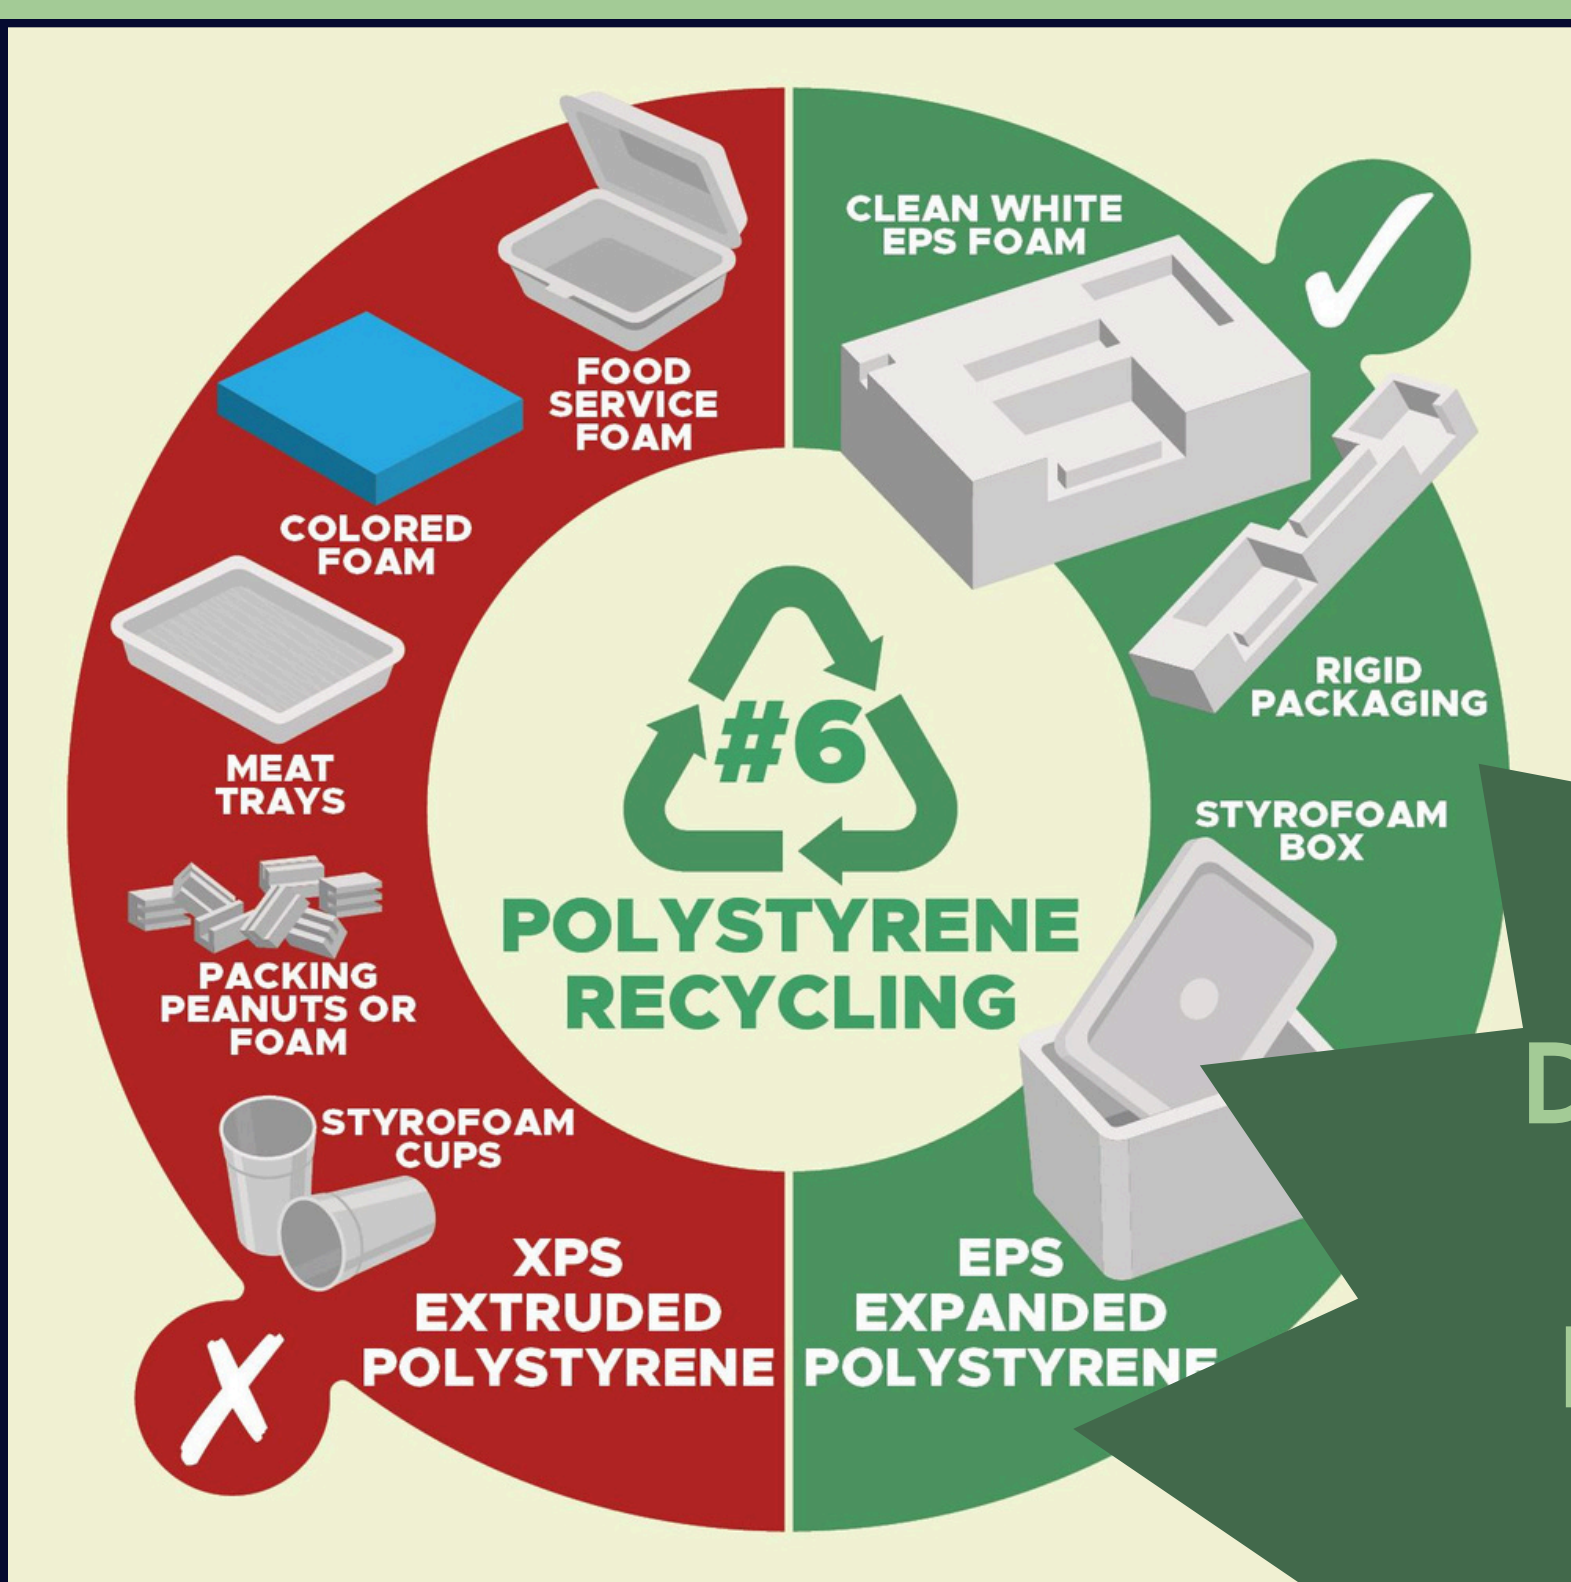 FOOD
SERVICE
FOAM
COLORED
FOAM
MEAT
TRAYS
PACKING
PEANUTS OR
FOAM
STYROFOAM
CUPS
XPS
EXTRUDED
POLYSTYRENE
CLEAN WHITE
EPS FOAM
RIGID
PACKAGING
STYROFOAM
BOX
EPS
EXPANDED
POLYSTYRENE
#6
POLYSTYRENE
RECYCLING